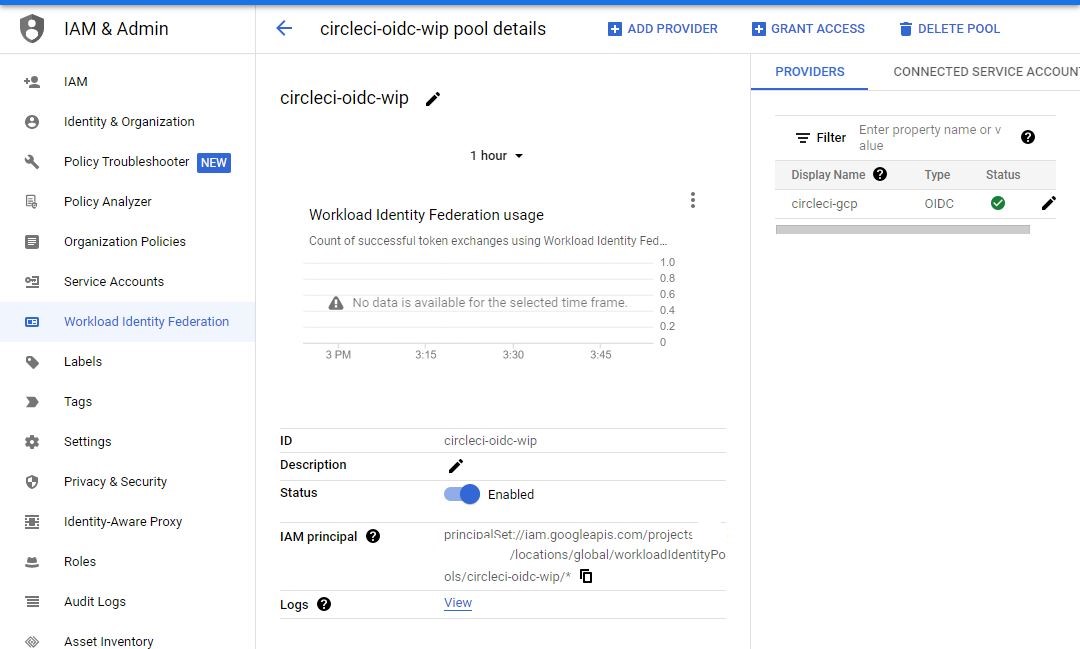 IAM & Admin
circleci-oidc-wip pool details
ADD PROVIDER
GRANT ACCESS
DELETE POOL
IAM
Identity & Organization
Policy Troubleshooter NEW
Policy Analyzer
Organization Policies
Service Accounts
Workload Identity Federation
Labels
Tags
Settings
Privacy & Security
Identity-Aware Proxy
Roles
Audit Logs
Asset Inventory
circleci-oidc-wip
1 hour
Workload Identity Federation usage
Count of successful token exchanges using Workload Identity Fed...
1.0
0.8
0.6
No data is available for the selected time frame.
0.4
0.2
0
3 PM 3:15 3:30 3:45
ID circleci-oidc-wip
Description
Status Enabled
IAM principal principalSet://iam.googleapis.com/projects
/locations/global/workloadIdentityPo
ols/circleci-oidc-wip/*
Logs View
PROVIDERS CONNECTED SERVICE ACCOUN
Filter Enter property name or v
alue
Display Name Type Status
circleci-gcp OIDC